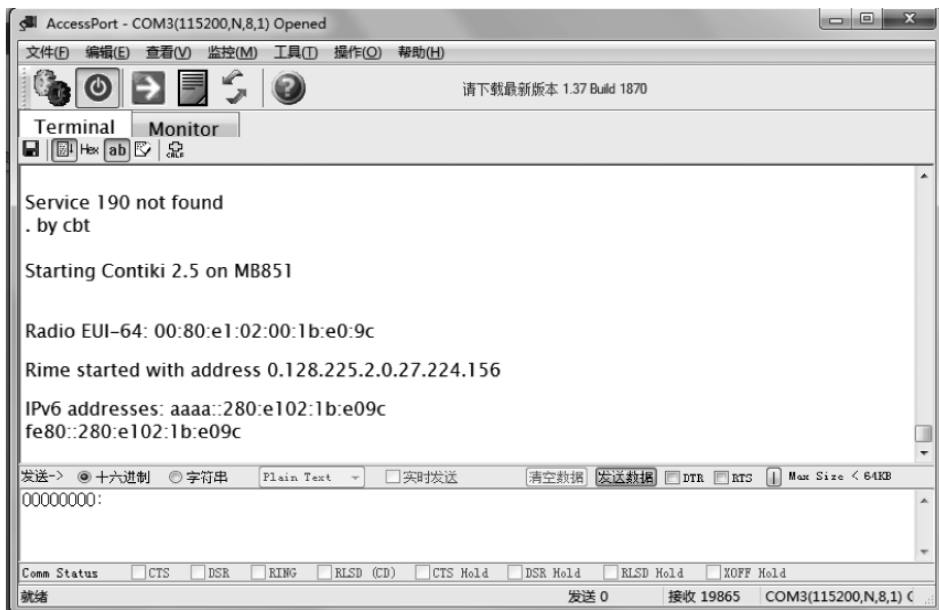 AccessPort - COM3(115200,N,8,1) Opened
文件(F) 编辑(E) 查看(V) 监控(M) 工具(T) 操作(O) 帮助(H)
请下载最新版本 1.37 Build 1870
Terminal Monitor
Hex ab CRLF
Service 190 not found
. by cbt
Starting Contiki 2.5 on MB851
Radio EUI-64: 00:80:e1:02:00:1b:e0:9c
Rime started with address 0.128.225.2.0.27.224.156
IPv6 addresses: aaaa::280:e102:1b:e09c
fe80::280:e102:1b:e09c
发送-> 十六进制 字符串 Plain Text 实时发送 清空数据 发送数据 DTR RTS Max Size < 64KB
00000000:
Comm Status CTS DSR RING RLSD (CD) CTS Hold DSR Hold RLSD Hold XOFF Hold
就绪 发送 0 接收 19865 COM3(115200,N,8,1) C